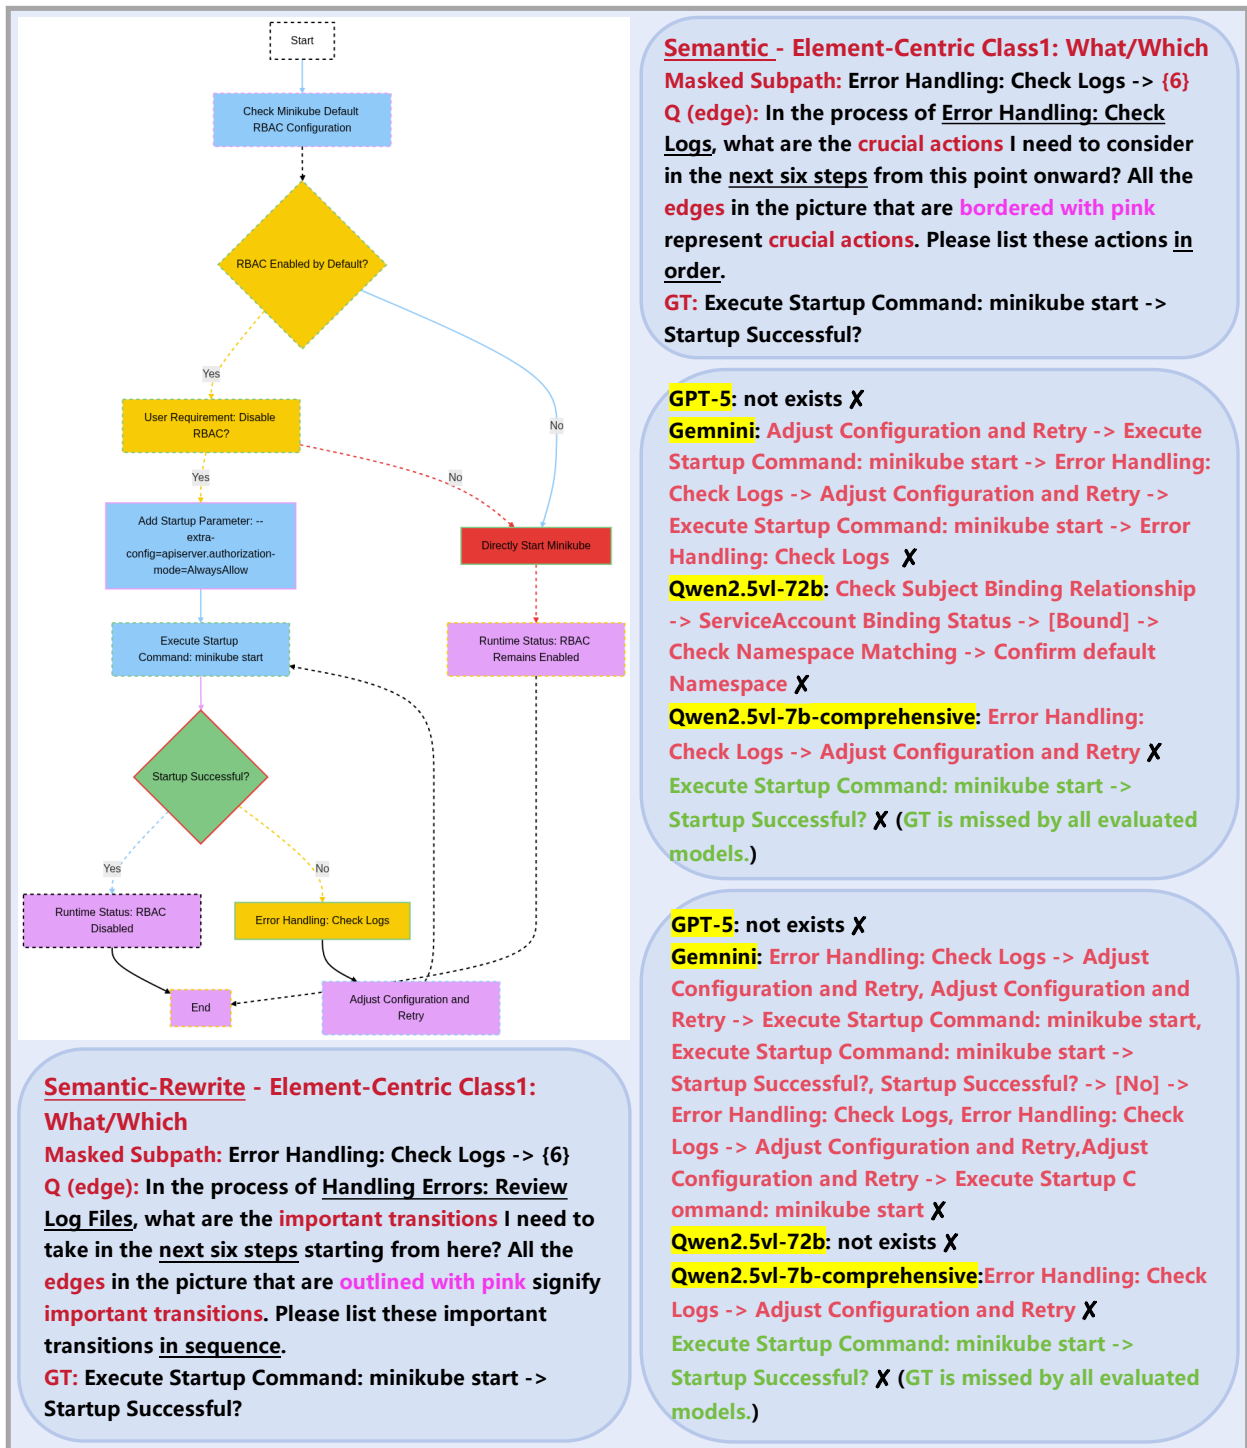 Start
Check Minikube Default
RBAC Configuration
RBAC Enabled by Default?
Yes
No
User Requirement: Disable
RBAC?
Yes
No
Add Startup Parameter: --
extra-
config=apiserver.authorization-
mode=AlwaysAllow
Directly Start Minikube
Execute Startup
Command: minikube start
Runtime Status: RBAC
Remains Enabled
Startup Successful?
Yes
No
Runtime Status: RBAC
Disabled
Error Handling: Check Logs
End
Adjust Configuration and
Retry
Semantic - Element-Centric Class1: What/Which
Masked Subpath: Error Handling: Check Logs -> {6}
Q (edge): In the process of Error Handling: Check
Logs, what are the crucial actions I need to consider
in the next six steps from this point onward? All the
edges in the picture that are bordered with pink
represent crucial actions. Please list these actions in
order.
GT: Execute Startup Command: minikube start ->
Startup Successful?
GPT-5: not exists ✗
Gemnini: Adjust Configuration and Retry -> Execute
Startup Command: minikube start -> Error Handling:
Check Logs -> Adjust Configuration and Retry ->
Execute Startup Command: minikube start -> Error
Handling: Check Logs ✗
Qwen2.5vl-72b: Check Subject Binding Relationship
-> ServiceAccount Binding Status -> [Bound] ->
Check Namespace Matching -> Confirm default
Namespace ✗
Qwen2.5vl-7b-comprehensive: Error Handling:
Check Logs -> Adjust Configuration and Retry ✗
Execute Startup Command: minikube start ->
Startup Successful? ✗ (GT is missed by all evaluated
models.)
Semantic-Rewrite - Element-Centric Class1:
What/Which
Masked Subpath: Error Handling: Check Logs -> {6}
Q (edge): In the process of Handling Errors: Review
Log Files, what are the important transitions I need to
take in the next six steps starting from here? All the
edges in the picture that are outlined with pink signify
important transitions. Please list these important
transitions in sequence.
GT: Execute Startup Command: minikube start ->
Startup Successful?
GPT-5: not exists ✗
Gemnini: Error Handling: Check Logs -> Adjust
Configuration and Retry, Adjust Configuration and
Retry -> Execute Startup Command: minikube start,
Execute Startup Command: minikube start ->
Startup Successful?, Startup Successful? -> [No] ->
Error Handling: Check Logs, Error Handling: Check
Logs -> Adjust Configuration and Retry,Adjust
Configuration and Retry -> Execute Startup C
ommand: minikube start ✗
Qwen2.5vl-72b: not exists ✗
Qwen2.5vl-7b-comprehensive:Error Handling: Check
Logs -> Adjust Configuration and Retry ✗
Execute Startup Command: minikube start ->
Startup Successful? ✗ (GT is missed by all evaluated
models.)